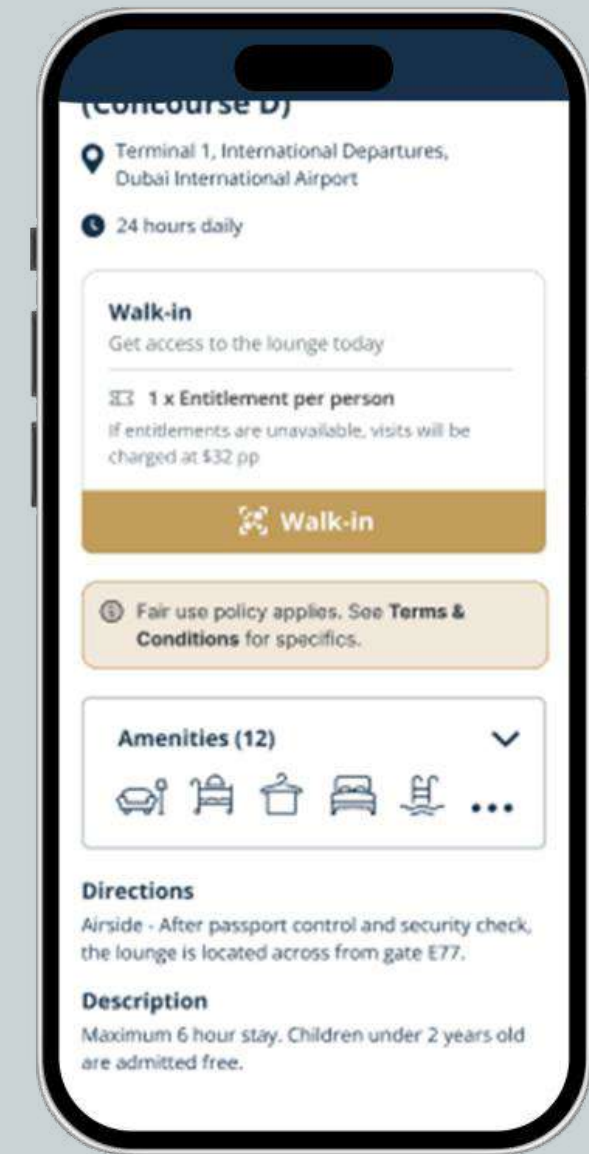 (Concourse D)
Terminal 1, International Departures,
Dubai International Airport
24 hours daily
Walk-in
Get access to the lounge today
1 x Entitlement per person
If entitlements are unavailable, visits will be
charged at $32 pp
Walk-in
Fair use policy applies. See Terms &
Conditions for specifics.
Amenities (12)
Directions
Airside - After passport control and security check,
the lounge is located across from gate E77.
Description
Maximum 6 hour stay. Children under 2 years old
are admitted free.